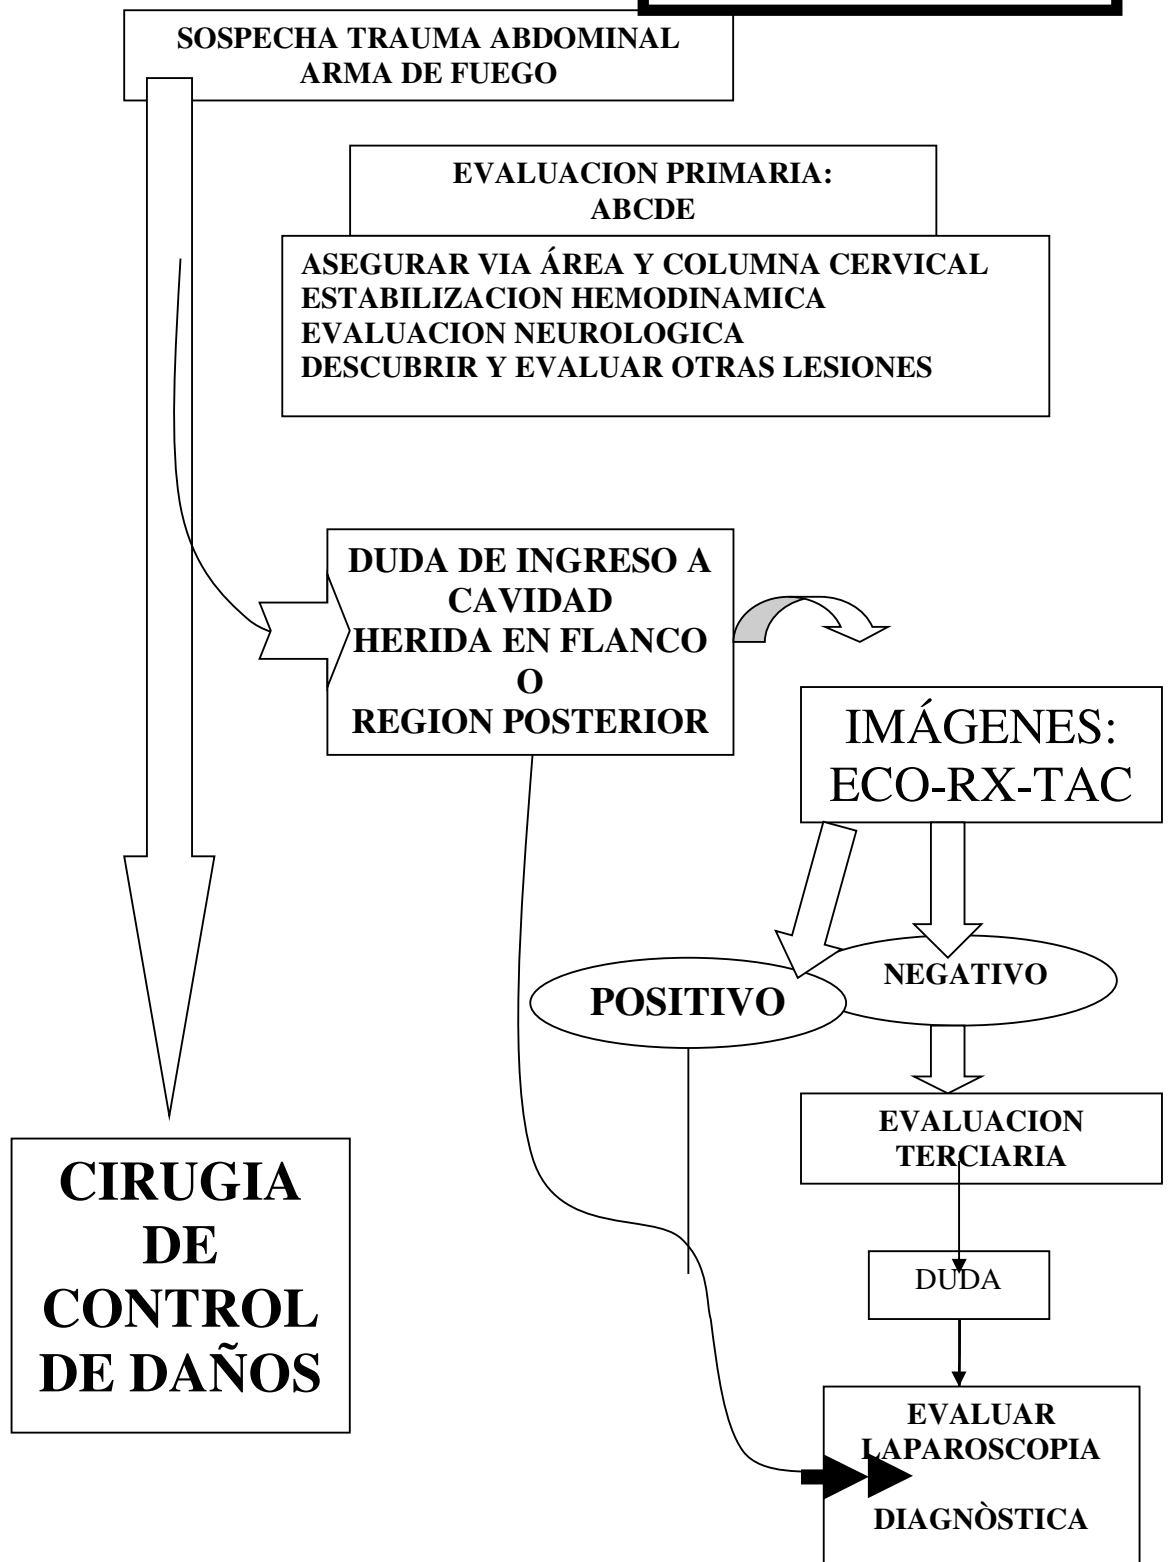 SOSPECHA TRAUMA ABDOMINAL
ARMA DE FUEGO
EVALUACION PRIMARIA:
ABCDE
ASEGURAR VIA ÁREA Y COLUMNA CERVICAL
ESTABILIZACION HEMODINAMICA
EVALUACION NEUROLOGICA
DESCUBRIR Y EVALUAR OTRAS LESIONES
DUDA DE INGRESO A
CAVIDAD
HERIDA EN FLANCO
O
REGION POSTERIOR
IMÁGENES:
ECO-RX-TAC
POSITIVO
NEGATIVO
EVALUACION
TERCIARIA
CIRUGIA
DE
CONTROL
DE DAÑOS
DUDA
EVALUAR
LAPAROSCOPIA
DIAGNÒSTICA